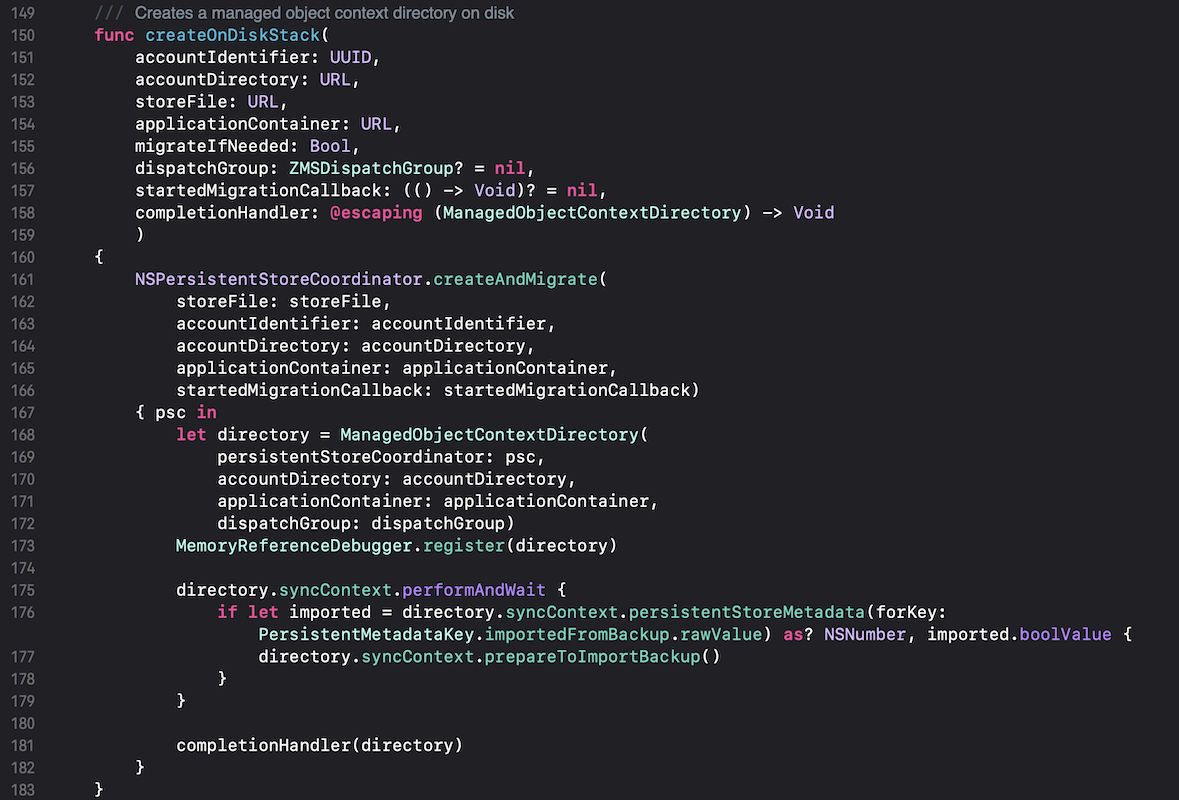 149 /// Creates a managed object context directory on disk
150 func createOnDiskStack(
151 accountIdentifier: UUID,
152 accountDirectory: URL,
153 storeFile: URL,
154 applicationContainer: URL,
155 migrateIfNeeded: Bool,
156 dispatchGroup: ZMSDispatchGroup? = nil,
157 startedMigrationCallback: (() -> Void)? = nil,
158 completionHandler: @escaping (ManagedObjectContextDirectory) -> Void
159 )
160 {
161 NSPersistentStoreCoordinator.createAndMigrate(
162 storeFile: storeFile,
163 accountIdentifier: accountIdentifier,
164 accountDirectory: accountDirectory,
165 applicationContainer: applicationContainer,
166 startedMigrationCallback: startedMigrationCallback)
167 { psc in
168 let directory = ManagedObjectContextDirectory(
169 persistentStoreCoordinator: psc,
170 accountDirectory: accountDirectory,
171 applicationContainer: applicationContainer,
172 dispatchGroup: dispatchGroup)
173 MemoryReferenceDebugger.register(directory)
174
175 directory.syncContext.performAndWait {
176 if let imported = directory.syncContext.persistentStoreMetadata(forKey:
PersistentMetadataKey.importedFromBackup.rawValue) as? NSNumber, imported.boolValue {
177 directory.syncContext.prepareToImportBackup()
178 }
179 }
180
181 completionHandler(directory)
182 }
183 }